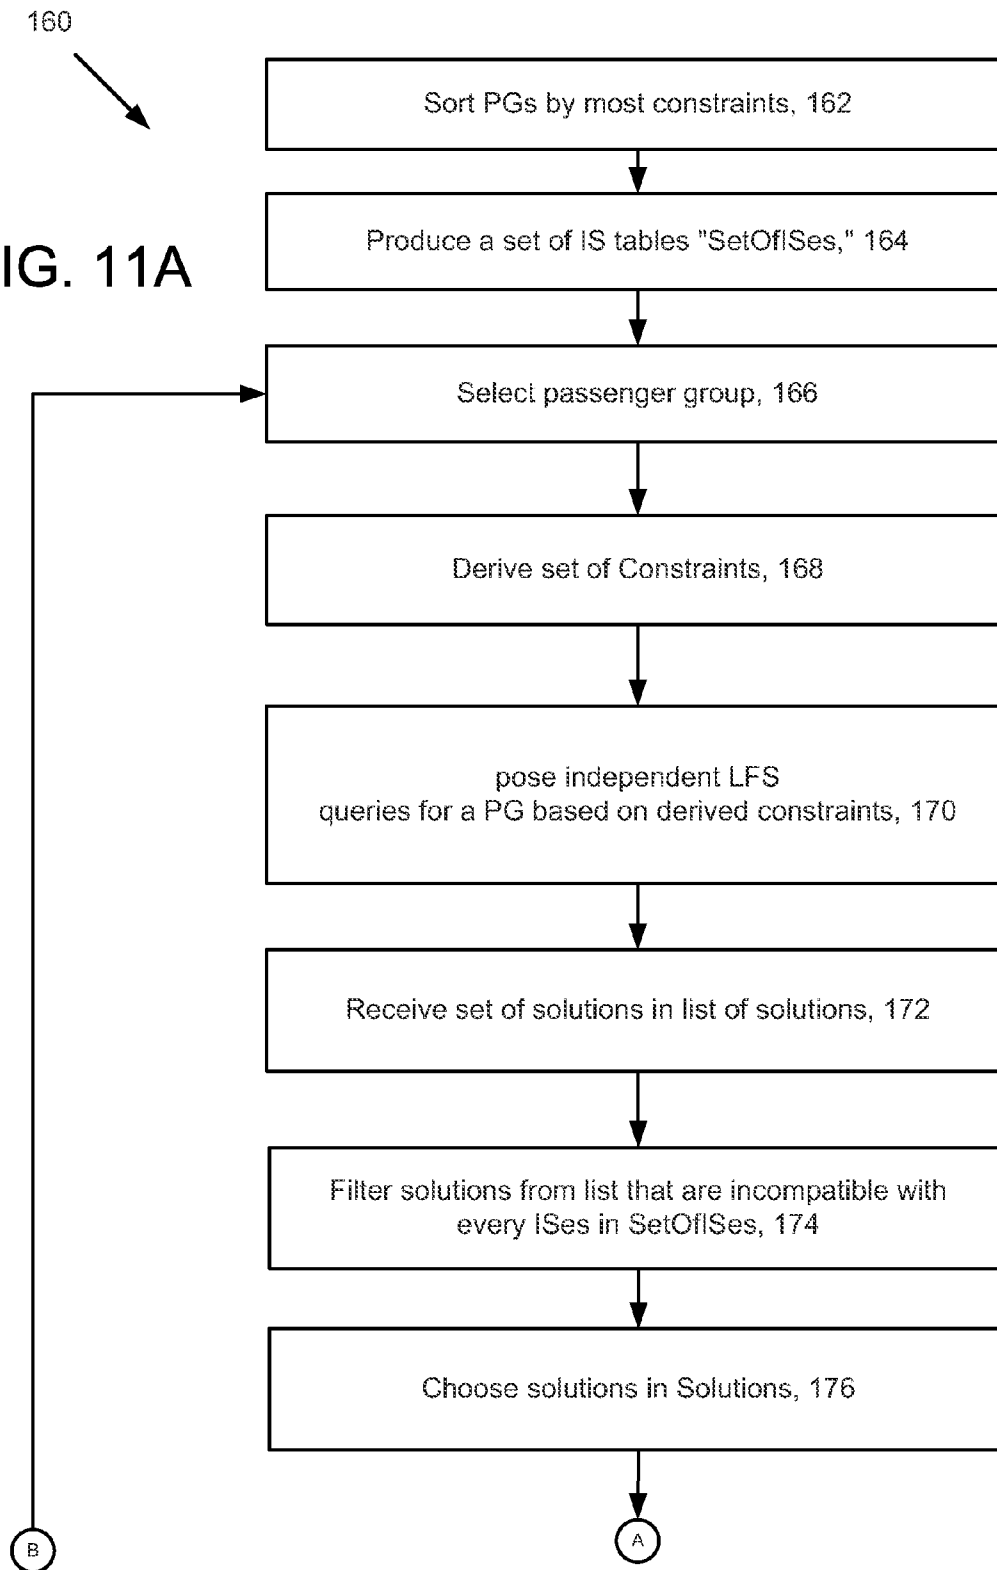 160
Sort PGs by most constraints, 162
Produce a set of IS tables "SetOfISes," 164
IG. 11A
Select passenger group, 166
Derive set of Constraints, 168
pose independent LFS
queries for a PG based on derived constraints, 170
Receive set of solutions in list of solutions, 172
Filter solutions from list that are incompatible with
every ISes in SetOfISes, 174
Choose solutions in Solutions, 176
B
A